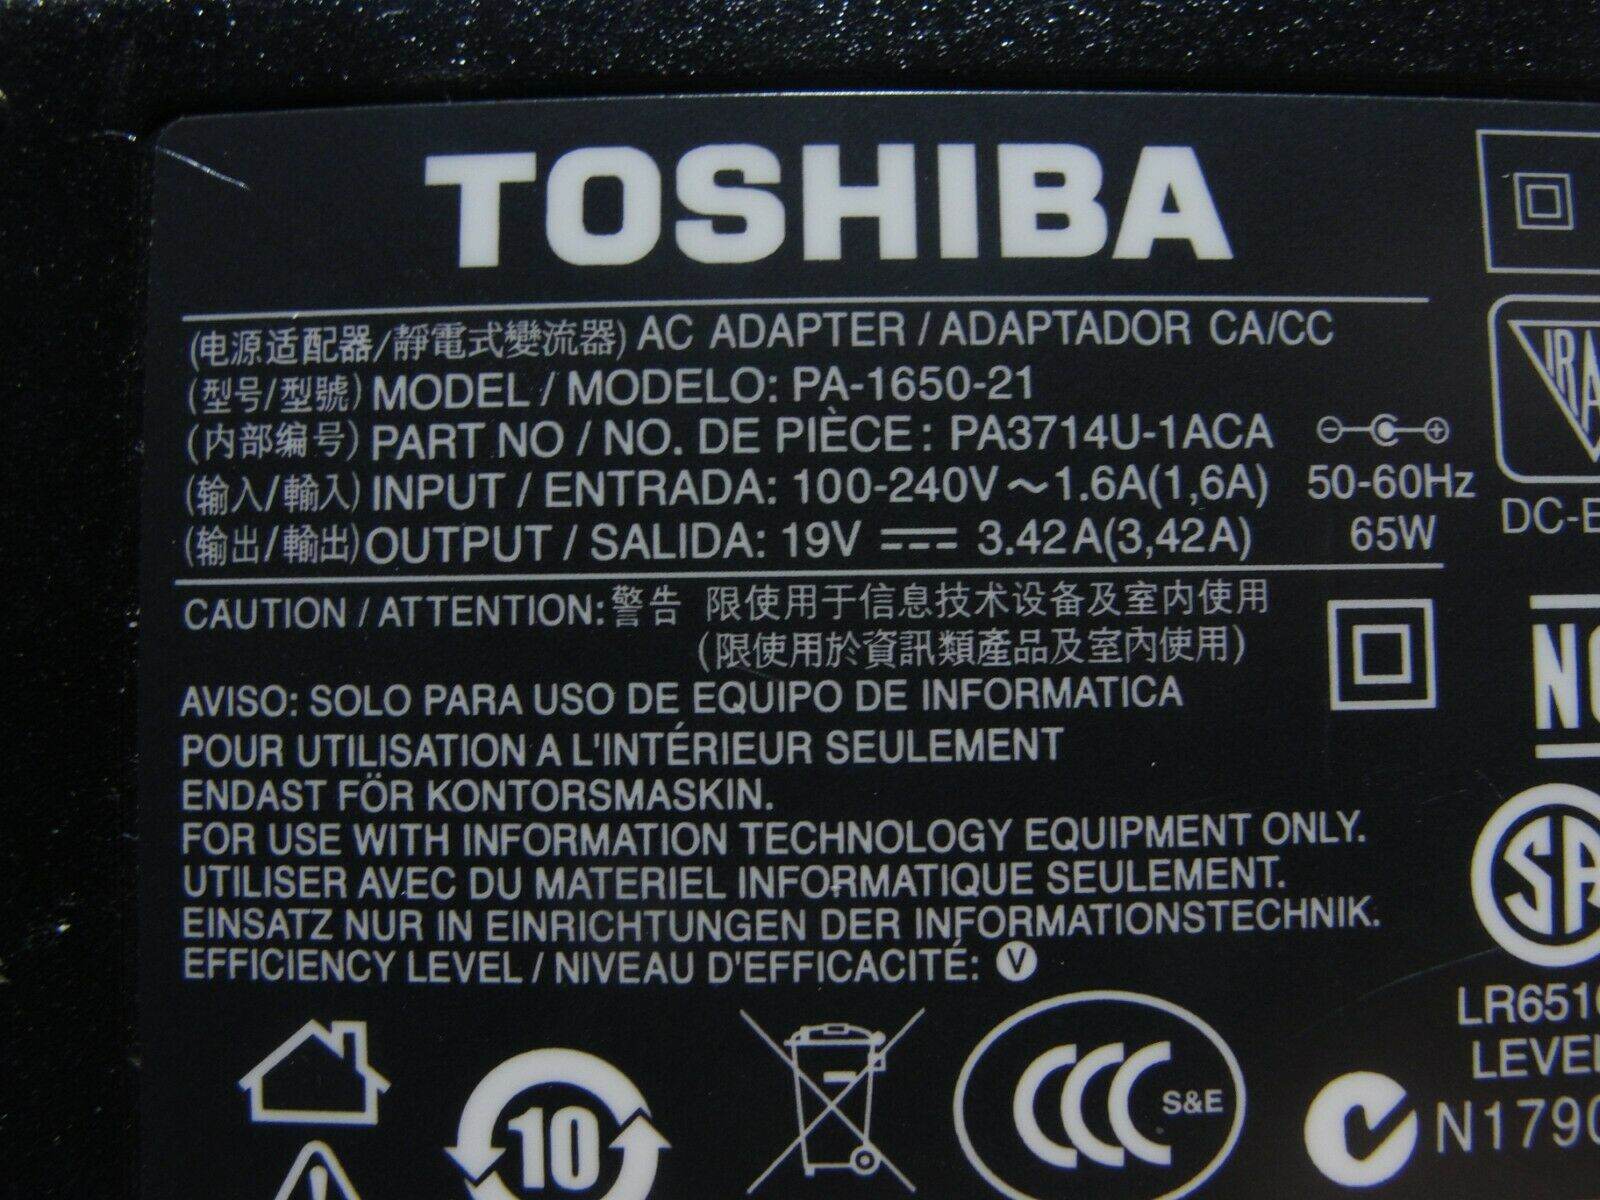 TOSHIBA
(电源适配器/靜電式變流器) AC ADAPTER / ADAPTADOR CA/CC
(型号/型號) MODEL / MODELO: PA-1650-21
(内部编号) PART NO / NO. DE PIÈCE: PA3714U-1ACA
(输入/輸入) INPUT / ENTRADA: 100-240V ~ 1.6A(1,6A) 50-60Hz
(输出/輸出) OUTPUT / SALIDA: 19V ⎓ 3.42A(3,42A) 65W
CAUTION / ATTENTION: 警告 限使用于信息技术设备及室内使用
(限使用於資訊類產品及室內使用)
AVISO: SOLO PARA USO DE EQUIPO DE INFORMATICA
POUR UTILISATION A L'INTÉRIEUR SEULEMENT
ENDAST FÖR KONTORSMASKIN.
FOR USE WITH INFORMATION TECHNOLOGY EQUIPMENT ONLY.
UTILISER AVEC DU MATERIEL INFORMATIQUE SEULEMENT.
EINSATZ NUR IN EINRICHTUNGEN DER INFORMATIONSTECHNIK.
EFFICIENCY LEVEL / NIVEAU D'EFFICACITÉ: V
10
CCC S&E
DC-E
SA
LR651
LEVE
N1790